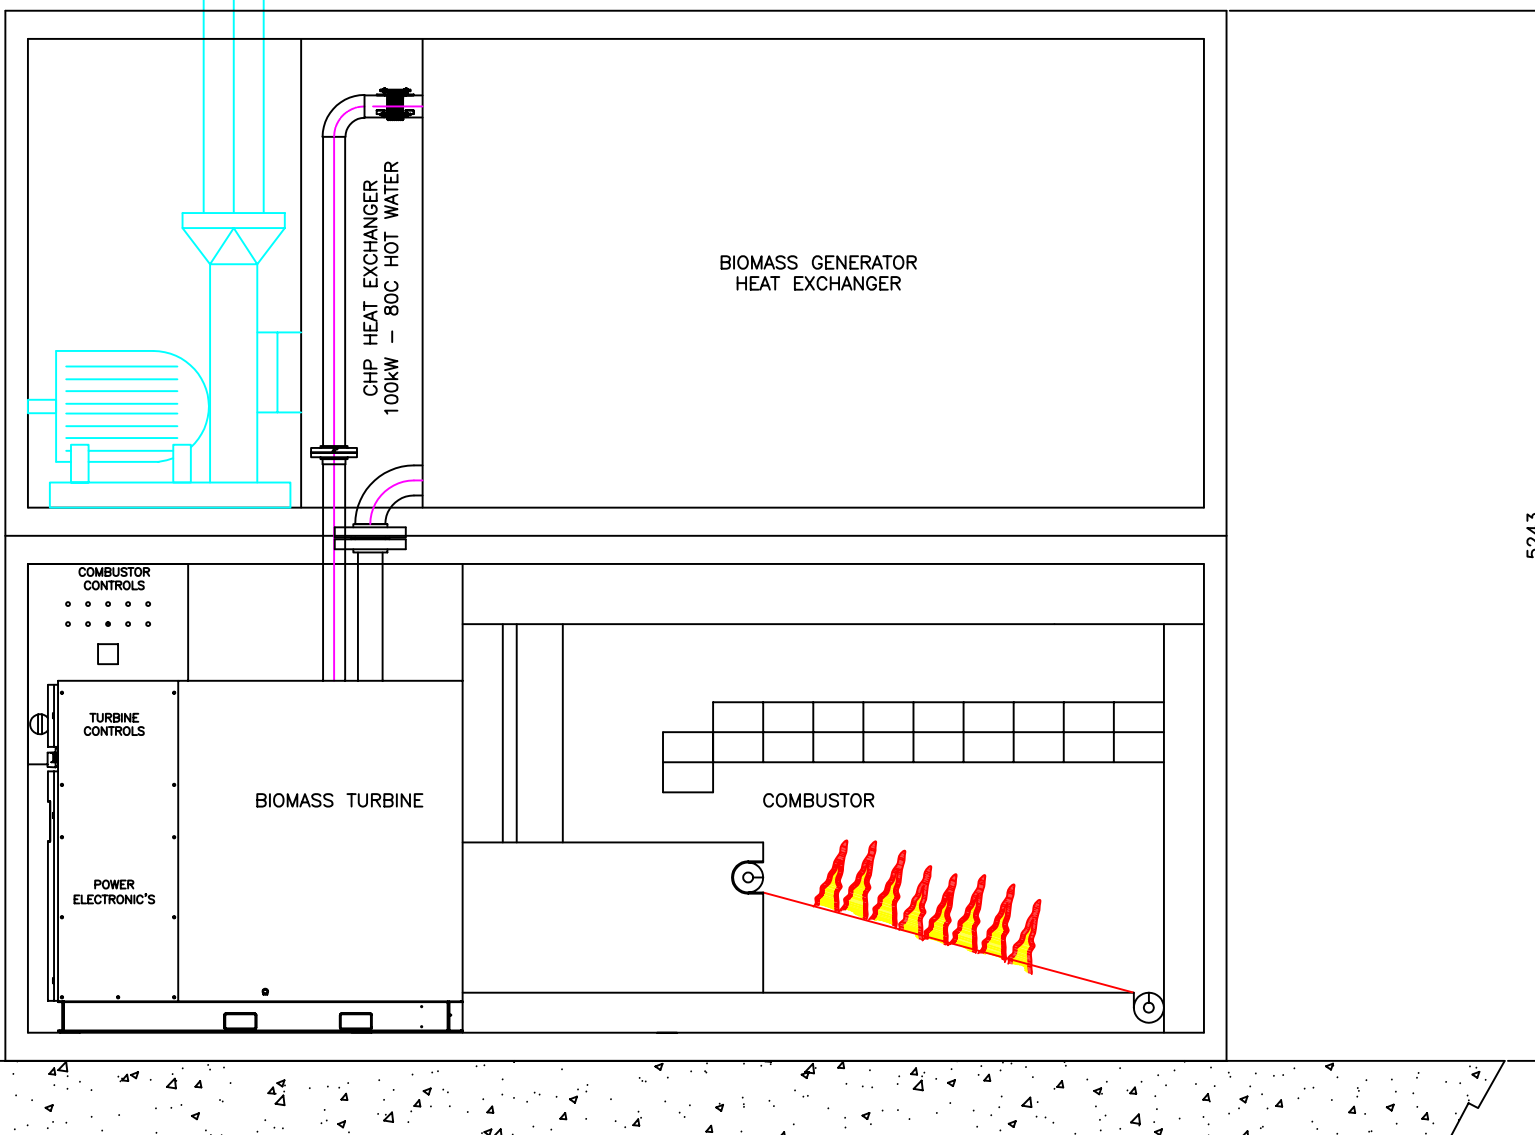 CHP HEAT EXCHANGER
100kW - 80C HOT WATER
BIOMASS GENERATOR
HEAT EXCHANGER
5243
COMBUSTOR
CONTROLS
TURBINE
CONTROLS
BIOMASS TURBINE
COMBUSTOR
POWER
ELECTRONIC'S